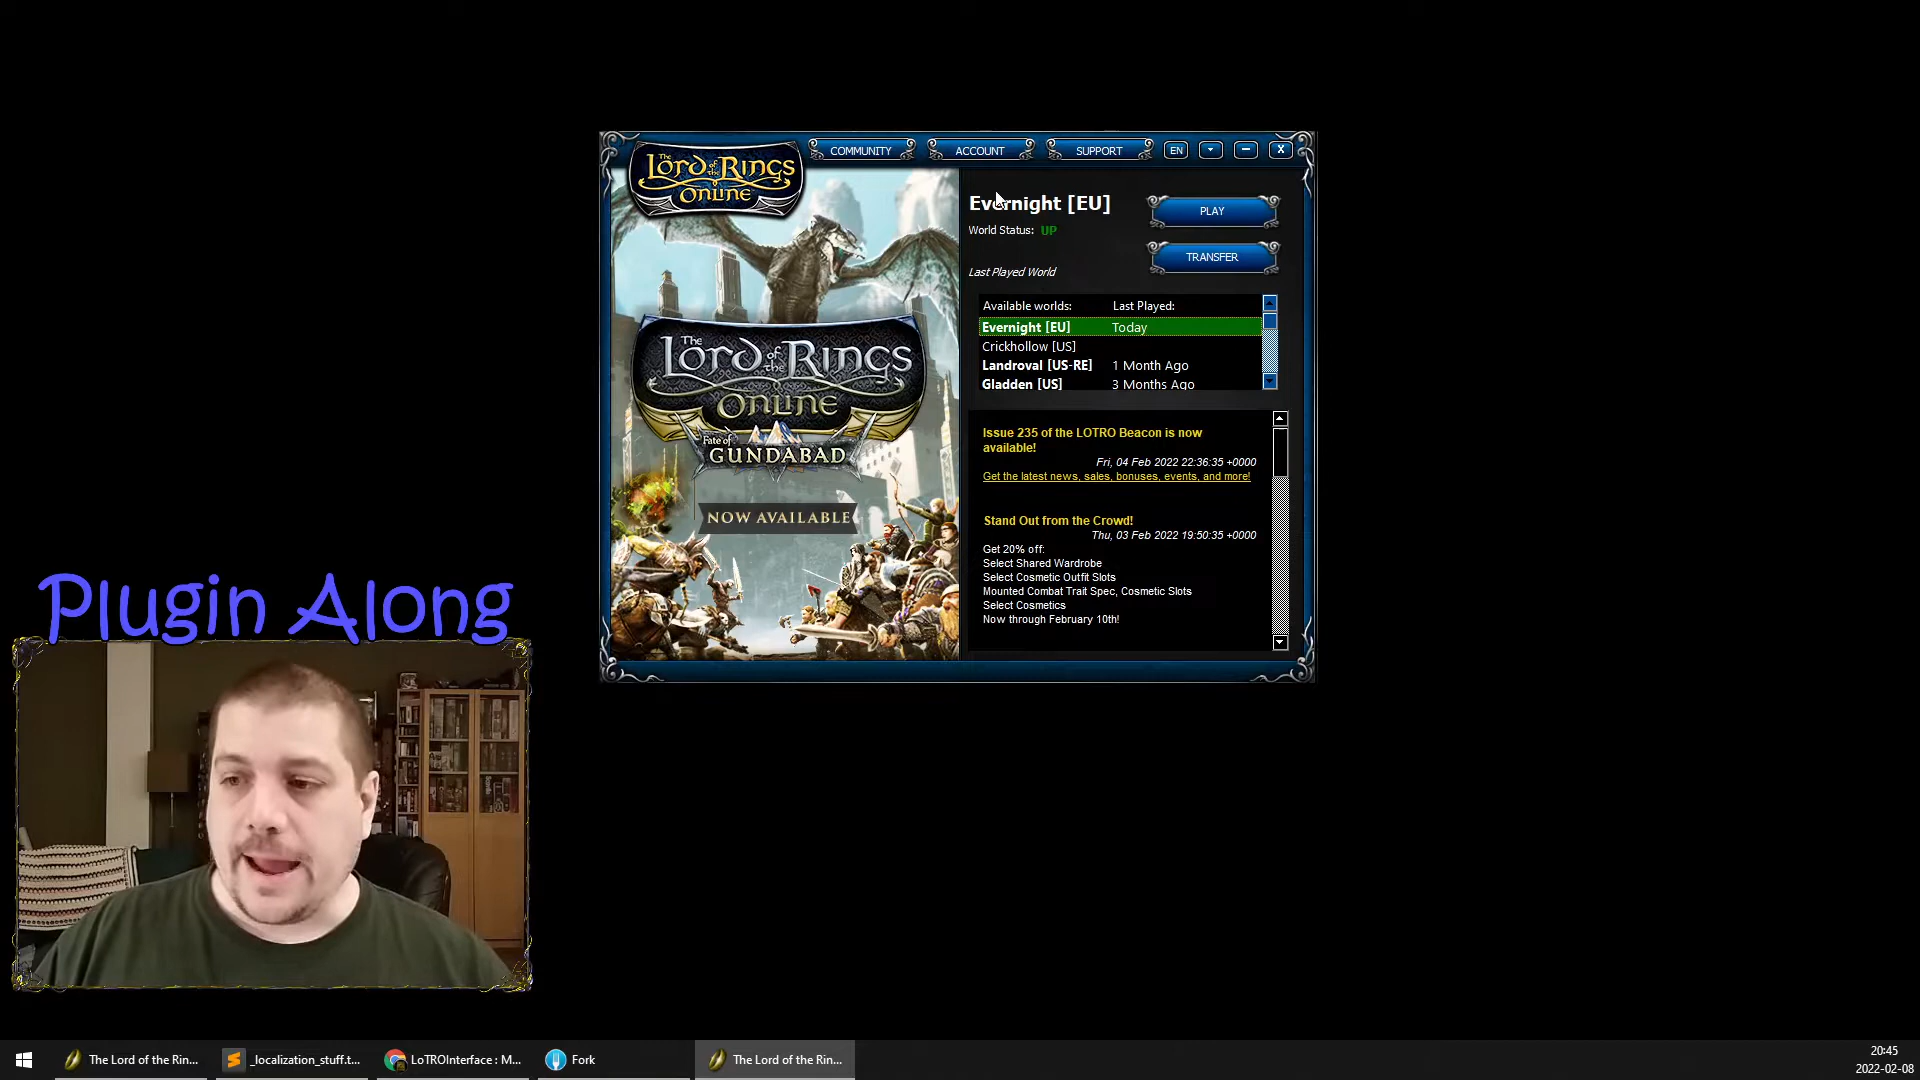 COMMUNITY
ACCOUNT
SUPPORT
EN
X
The
Lord of the Rings
Online
Evernight [EU]
PLAY
World Status: UP
TRANSFER
Last Played World
Available worlds: Last Played:
Evernight [EU] Today
Crickhollow [US]
Landroval [US-RE] 1 Month Ago
Gladden [US] 3 Months Ago
The
Lord of the Rings
Online
Fate of
GUNDABAD
NOW AVAILABLE
Issue 235 of the LOTRO Beacon is now
available!
Fri, 04 Feb 2022 22:36:35 +0000
Get the latest news, sales, bonuses, events, and more!
Stand Out from the Crowd!
Thu, 03 Feb 2022 19:50:35 +0000
Get 20% off:
Select Shared Wardrobe
Select Cosmetic Outfit Slots
Mounted Combat Trait Spec, Cosmetic Slots
Select Cosmetics
Now through February 10th!
Plugin Along
The Lord of the Rin...
_localization_stuff.t...
LoTROInterface : M...
Fork
The Lord of the Rin...
20:45
2022-02-08